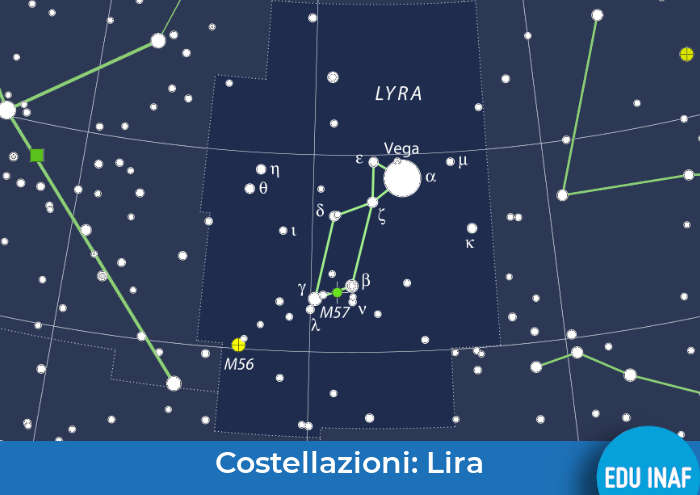 LYRA
Vega
ε
α
μ
η
θ
δ
ζ
ι
κ
γ
β
M57
ν
λ
M56
Costellazioni: Lira
EDU INAF